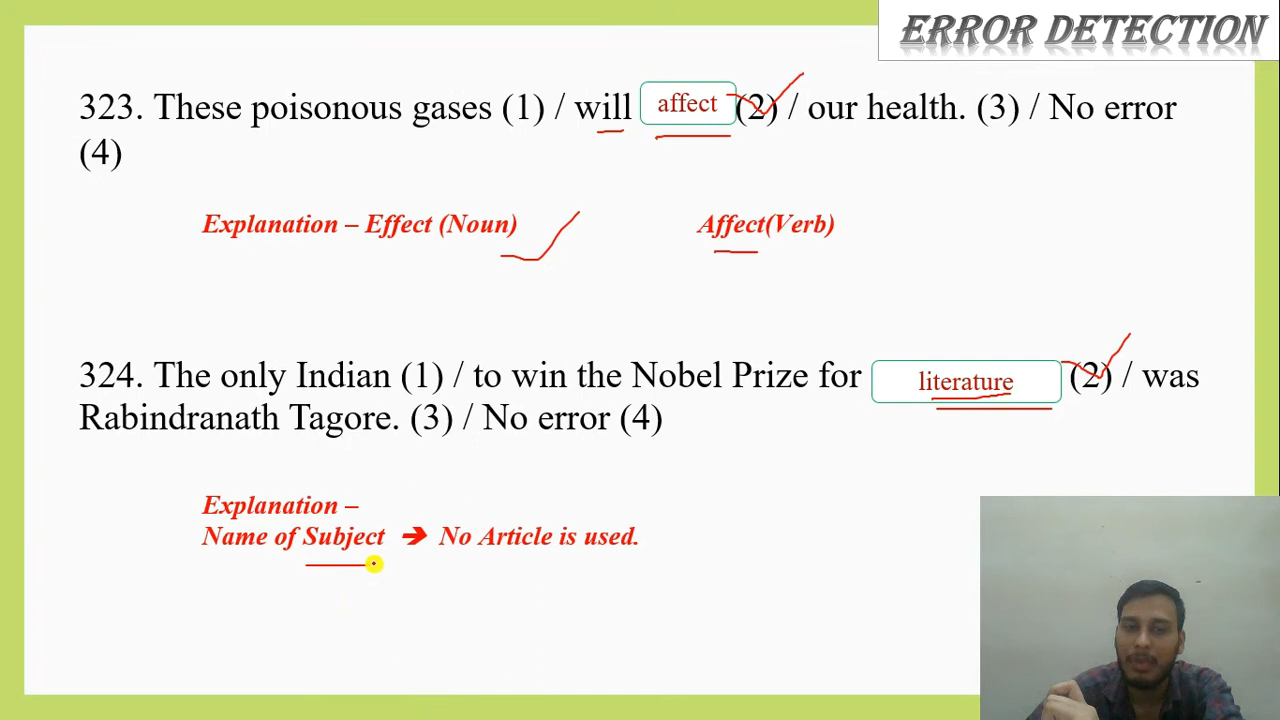 ERROR DETECTION
323. These poisonous gases (1) / will affect (2) / our health. (3) / No error
(4)
Explanation – Effect (Noun) Affect(Verb)
324. The only Indian (1) / to win the Nobel Prize for literature (2) / was
Rabindranath Tagore. (3) / No error (4)
Explanation –
Name of Subject ➔ No Article is used.